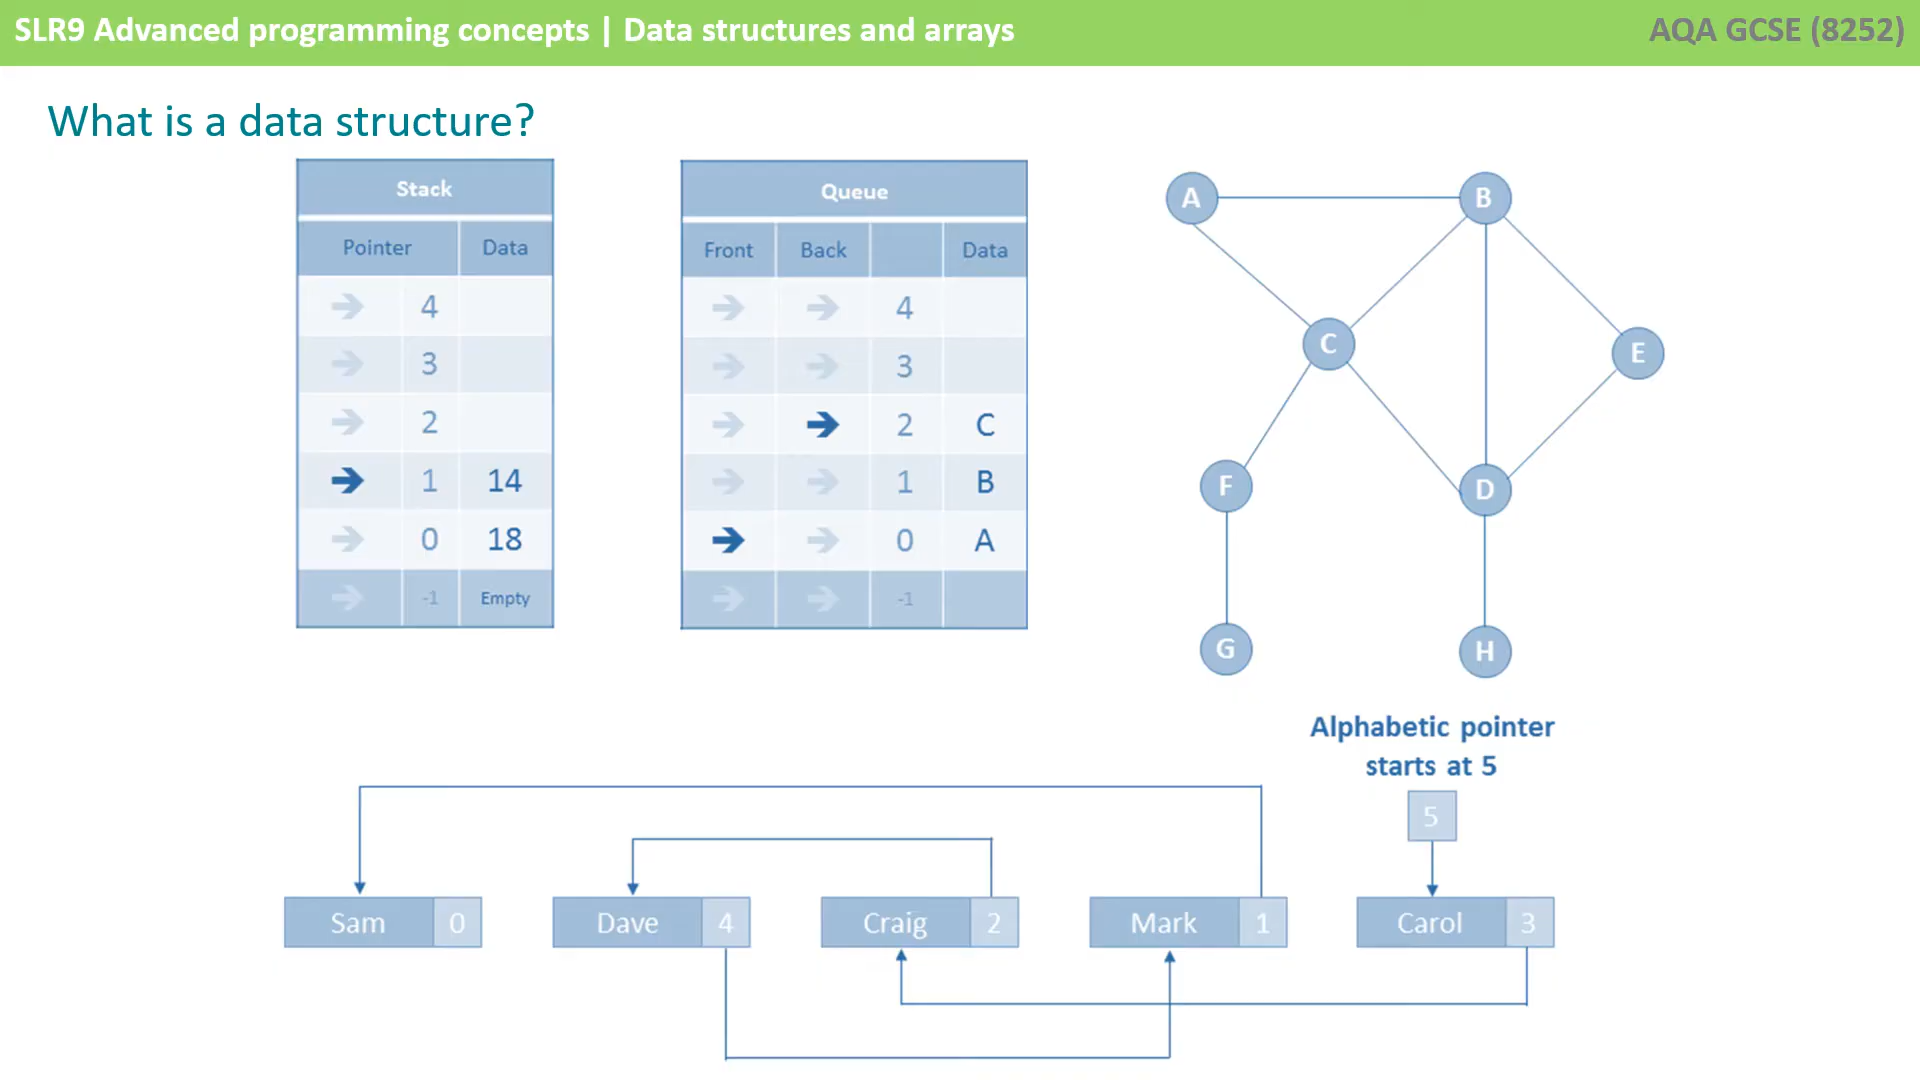 SLR9 Advanced programming concepts | Data structures and arrays
AQA GCSE (8252)
What is a data structure?
Stack
Pointer Data
4
3
2
1 14
0 18
-1 Empty
Queue
Front Back Data
4
3
2 C
1 B
0 A
-1
A
B
C
E
F
D
G
H
Alphabetic pointer
starts at 5
5
Sam 0
Dave 4
Craig 2
Mark 1
Carol 3